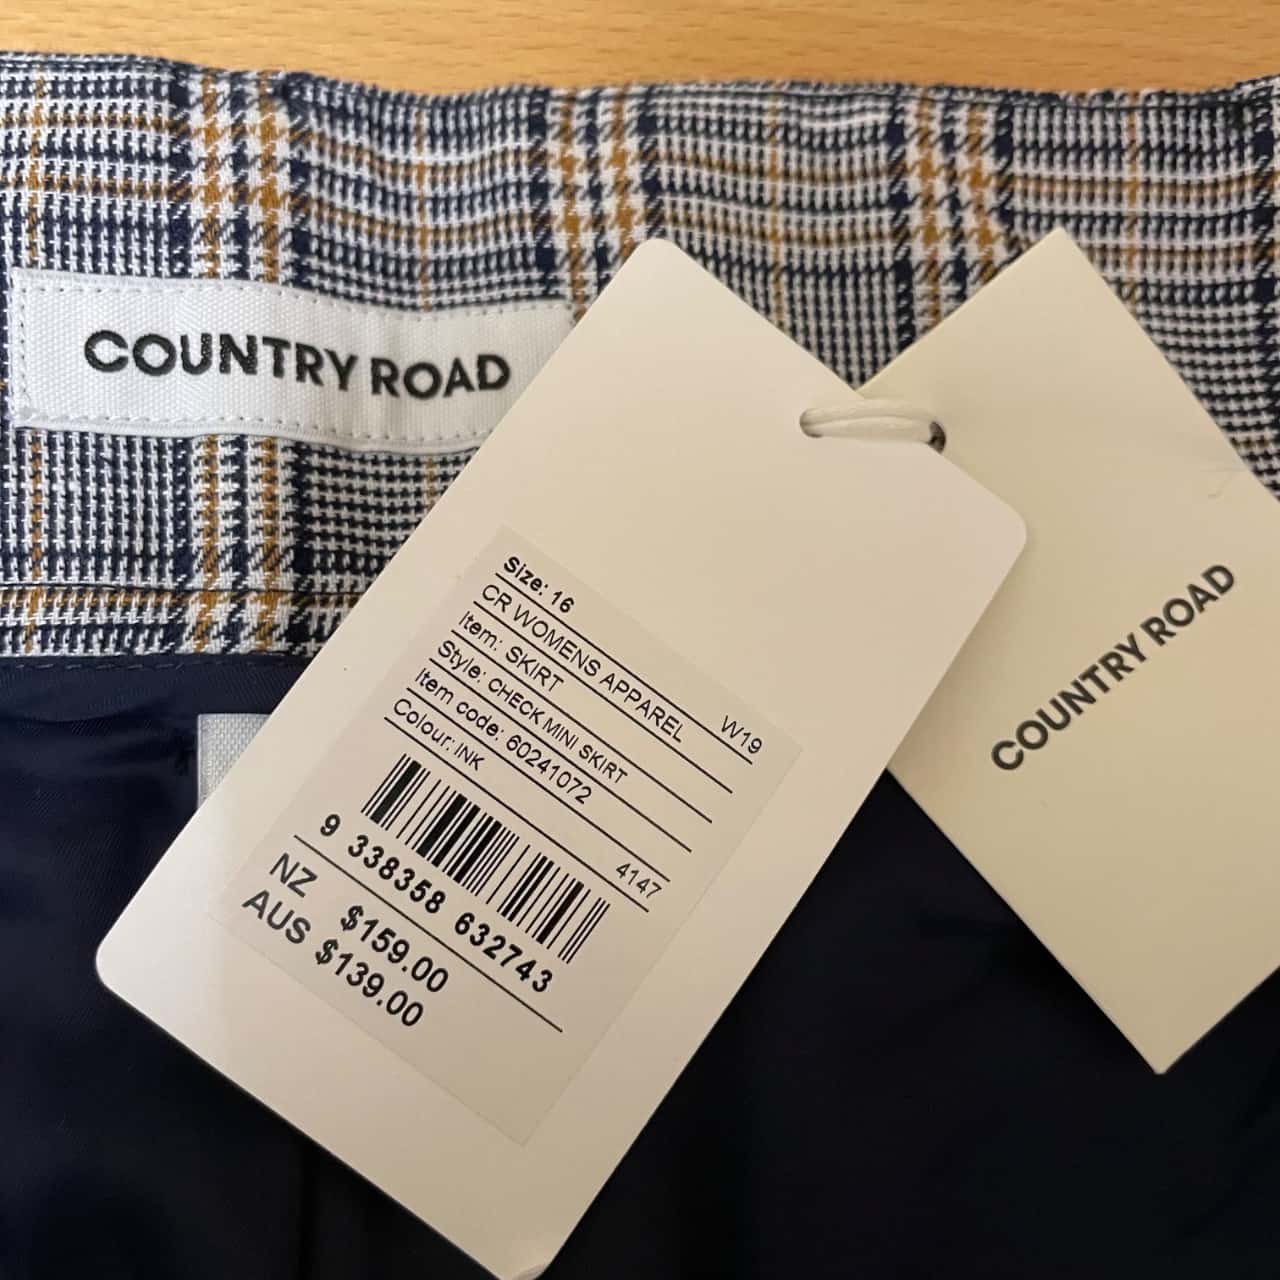 COUNTRY ROAD
Size: 16
CR WOMENS APPAREL W19
Item: SKIRT
Style: CHECK MINI SKIRT
Item code: 60241072
Colour: INK 4147
9 338358 632743
NZ $159.00
AUS $139.00
COUNTRY ROAD